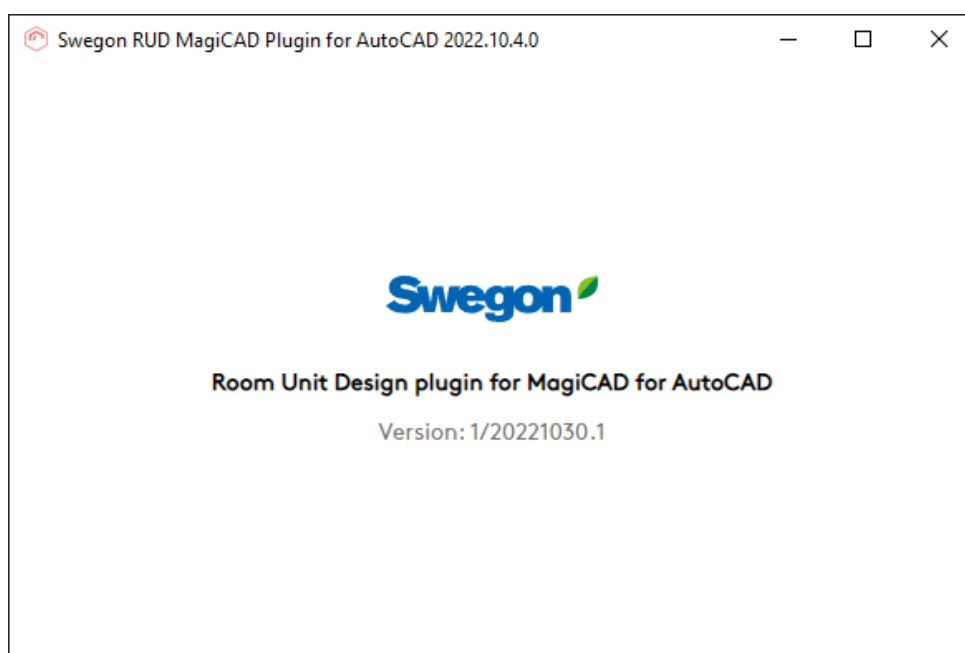 Swegon RUD MagiCAD Plugin for AutoCAD 2022.10.4.0
Swegon
Room Unit Design plugin for MagiCAD for AutoCAD
Version: 1/20221030.1